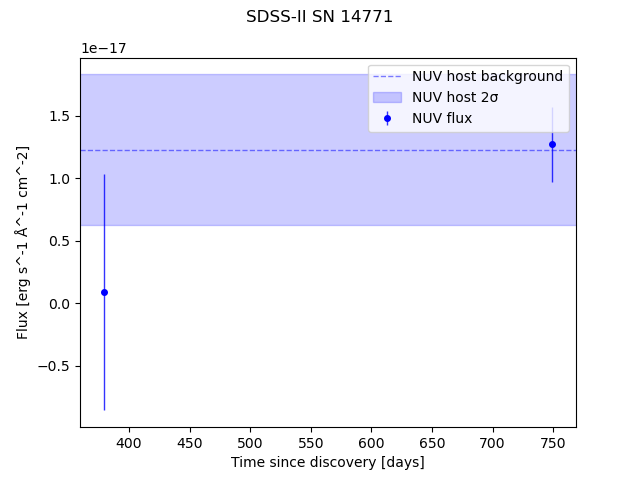 SDSS-II SN 14771
1e−17
NUV host background
NUV host 2σ
NUV flux
1.5
1.0
0.5
0.0
−0.5
Flux [erg s^-1 Å^-1 cm^-2]
400 450 500 550 600 650 700 750
Time since discovery [days]